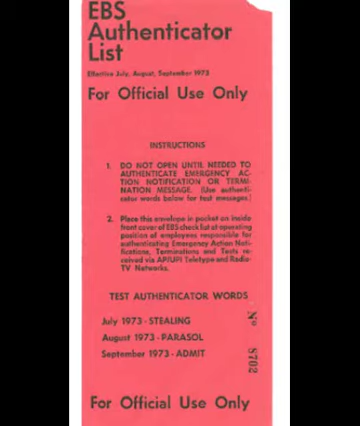 EBS
Authenticator
List
Effective July, August, September 1973
For Official Use Only
INSTRUCTIONS
1. DO NOT OPEN UNTIL NEEDED TO
AUTHENTICATE EMERGENCY AC-
TION NOTIFICATION OR TERMI-
NATION MESSAGE. (Use authenti-
cator words below for test messages.)
2. Place this envelope in pocket on inside
front cover of EBS check list at operating
position of employees responsible for
authenticating Emergency Action Noti-
fications, Terminations and Tests re-
ceived via AP/UPI Teletype and Radio-
TV Networks.
TEST AUTHENTICATOR WORDS
July 1973 - STEALING
August 1973 - PARASOL
September 1973 - ADMIT
Nº 8702
For Official Use Only